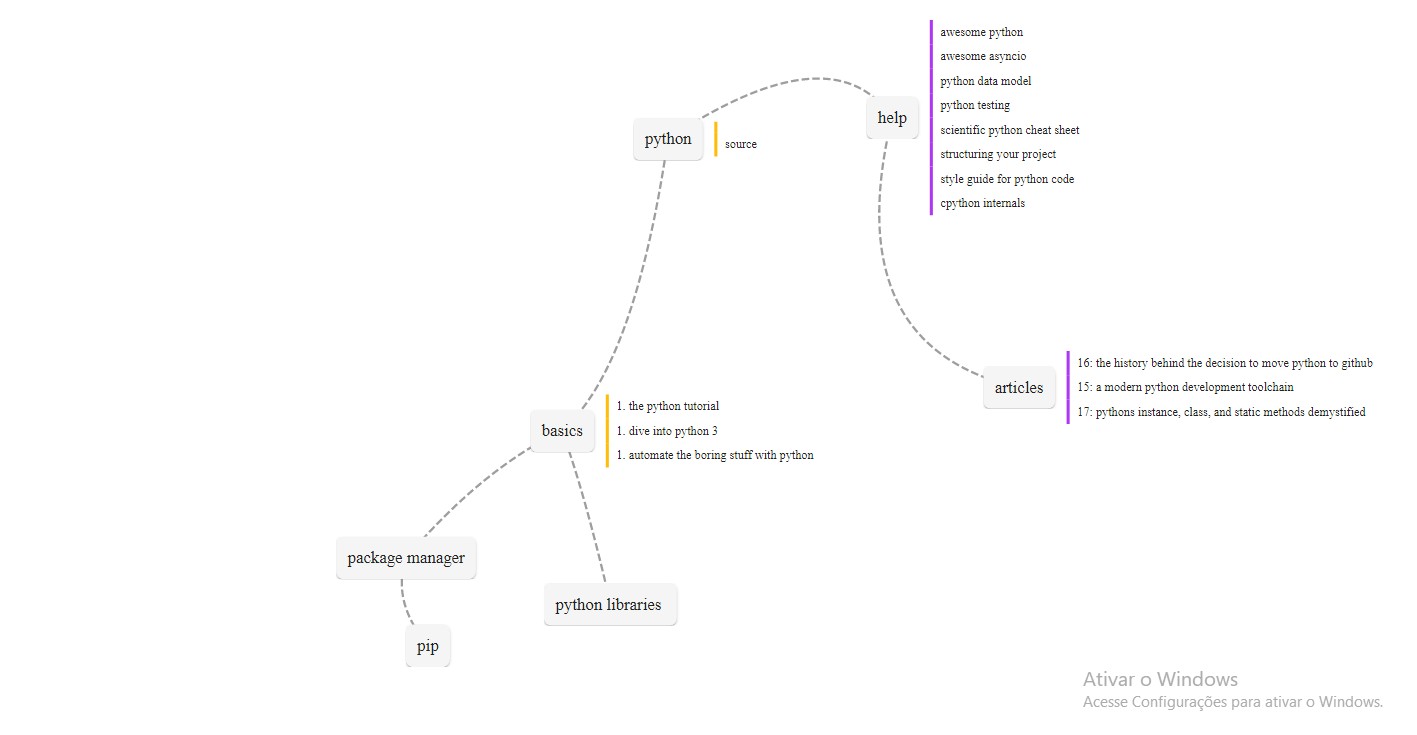 awesome python
awesome asyncio
python data model
python testing
scientific python cheat sheet
structuring your project
style guide for python code
cpython internals
help
python
source
16: the history behind the decision to move python to github
15: a modern python development toolchain
17: pythons instance, class, and static methods demystified
articles
basics
1. the python tutorial
1. dive into python 3
1. automate the boring stuff with python
package manager
python libraries
pip
Ativar o Windows
Acesse Configurações para ativar o Windows.